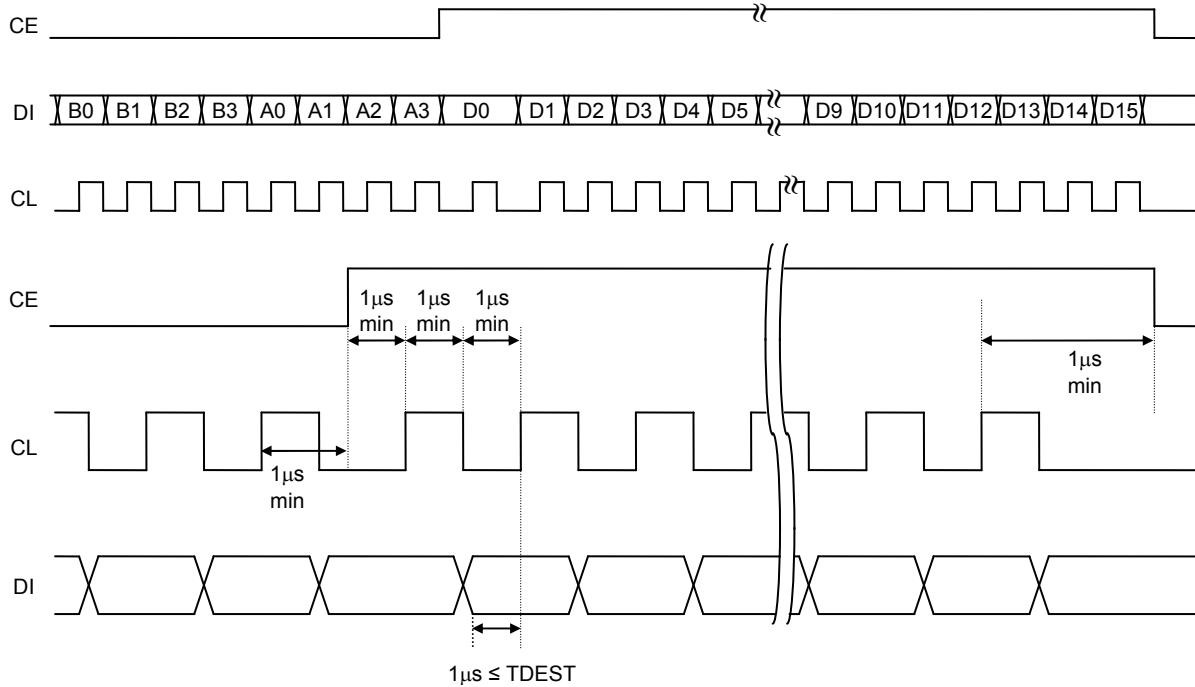 CE
DI B0 B1 B2 B3 A0 A1 A2 A3 D0 D1 D2 D3 D4 D5 D9 D10 D11 D12 D13 D14 D15
CL
CE
1μs min
1μs min
1μs min
1μs min
CL
1μs min
DI
1μs ≤ TDEST